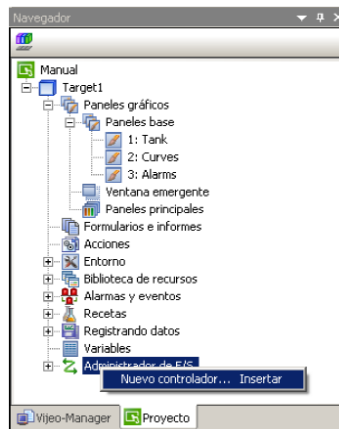 Navegador
Manual
Target1
Paneles gráficos
Paneles base
1: Tank
2: Curves
3: Alarms
Ventana emergente
Paneles principales
Formularios e informes
Acciones
Entorno
Biblioteca de recursos
Alarmas y eventos
Recetas
Registrando datos
Variables
Administrador de E/S
Nuevo controlador... Insertar
Vijeo-Manager Proyecto